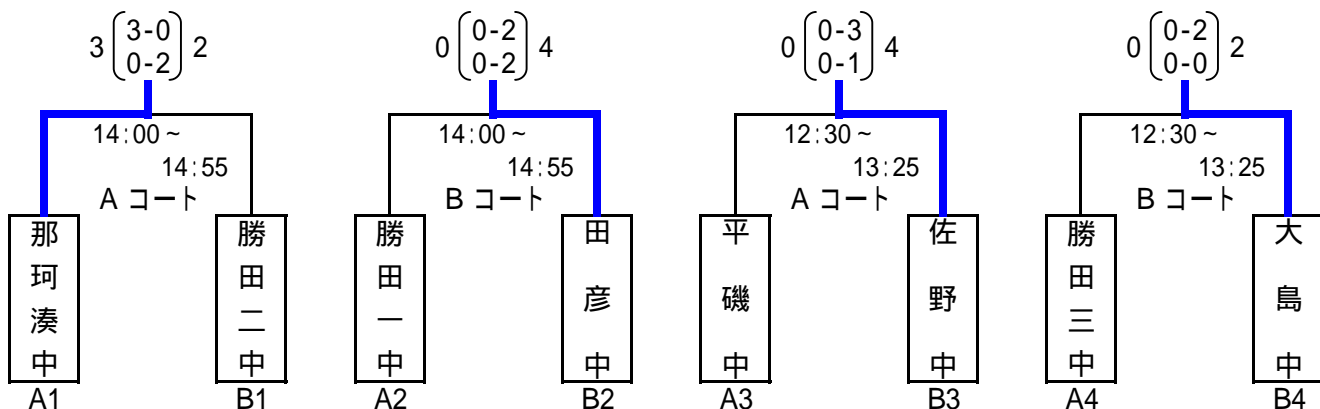 3 3-0 2
0-2
0 0-2 4
0-2
0 0-3 4
0-1
0 0-2 2
0-0
14:00~
14:55
Aコート
14:00~
14:55
Bコート
12:30~
13:25
Aコート
12:30~
13:25
Bコート
那珂湊中
勝田二中
勝田一中
田彦中
平磯中
佐野中
勝田三中
大島中
A1
B1
A2
B2
A3
B3
A4
B4